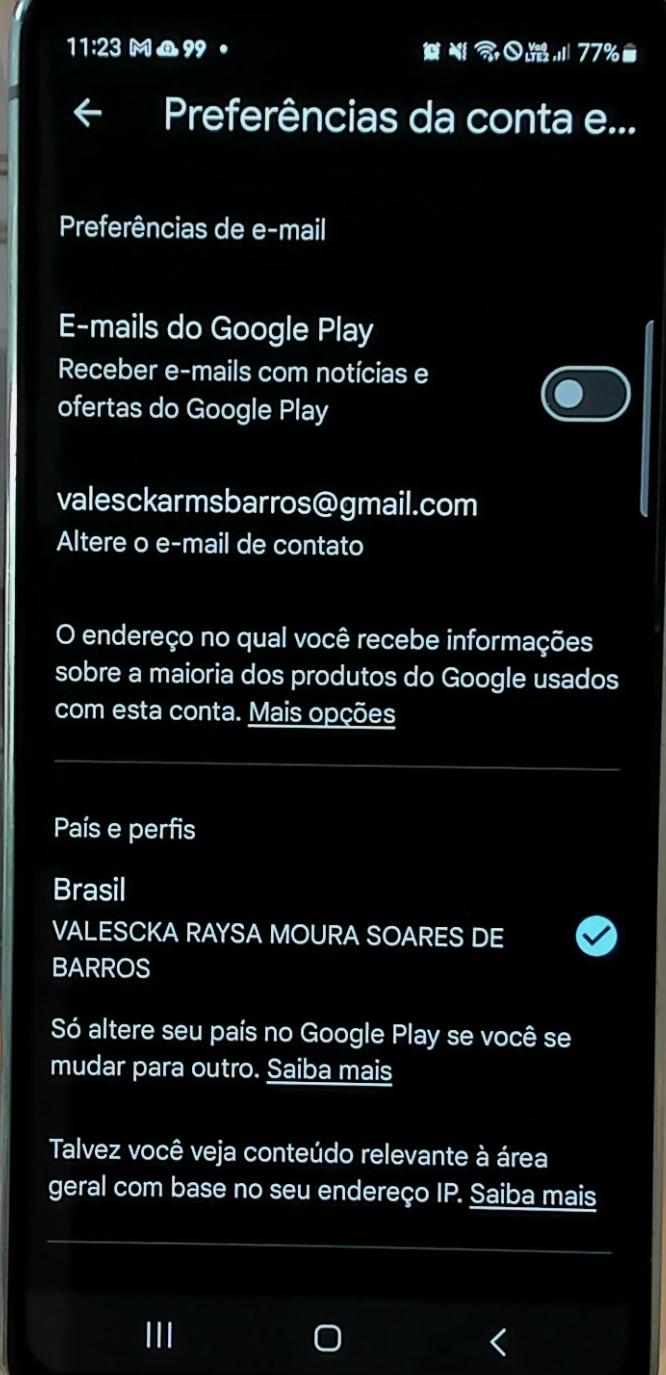 11:23 M 99 •
VoD LTE2 77%
Preferências da conta e...
Preferências de e-mail
E-mails do Google Play
Receber e-mails com notícias e
ofertas do Google Play
valesckarmsbarros@gmail.com
Altere o e-mail de contato
O endereço no qual você recebe informações
sobre a maioria dos produtos do Google usados
com esta conta. Mais opções
País e perfis
Brasil
VALESCKA RAYSA MOURA SOARES DE
BARROS
Só altere seu país no Google Play se você se
mudar para outro. Saiba mais
Talvez você veja conteúdo relevante à área
geral com base no seu endereço IP. Saiba mais